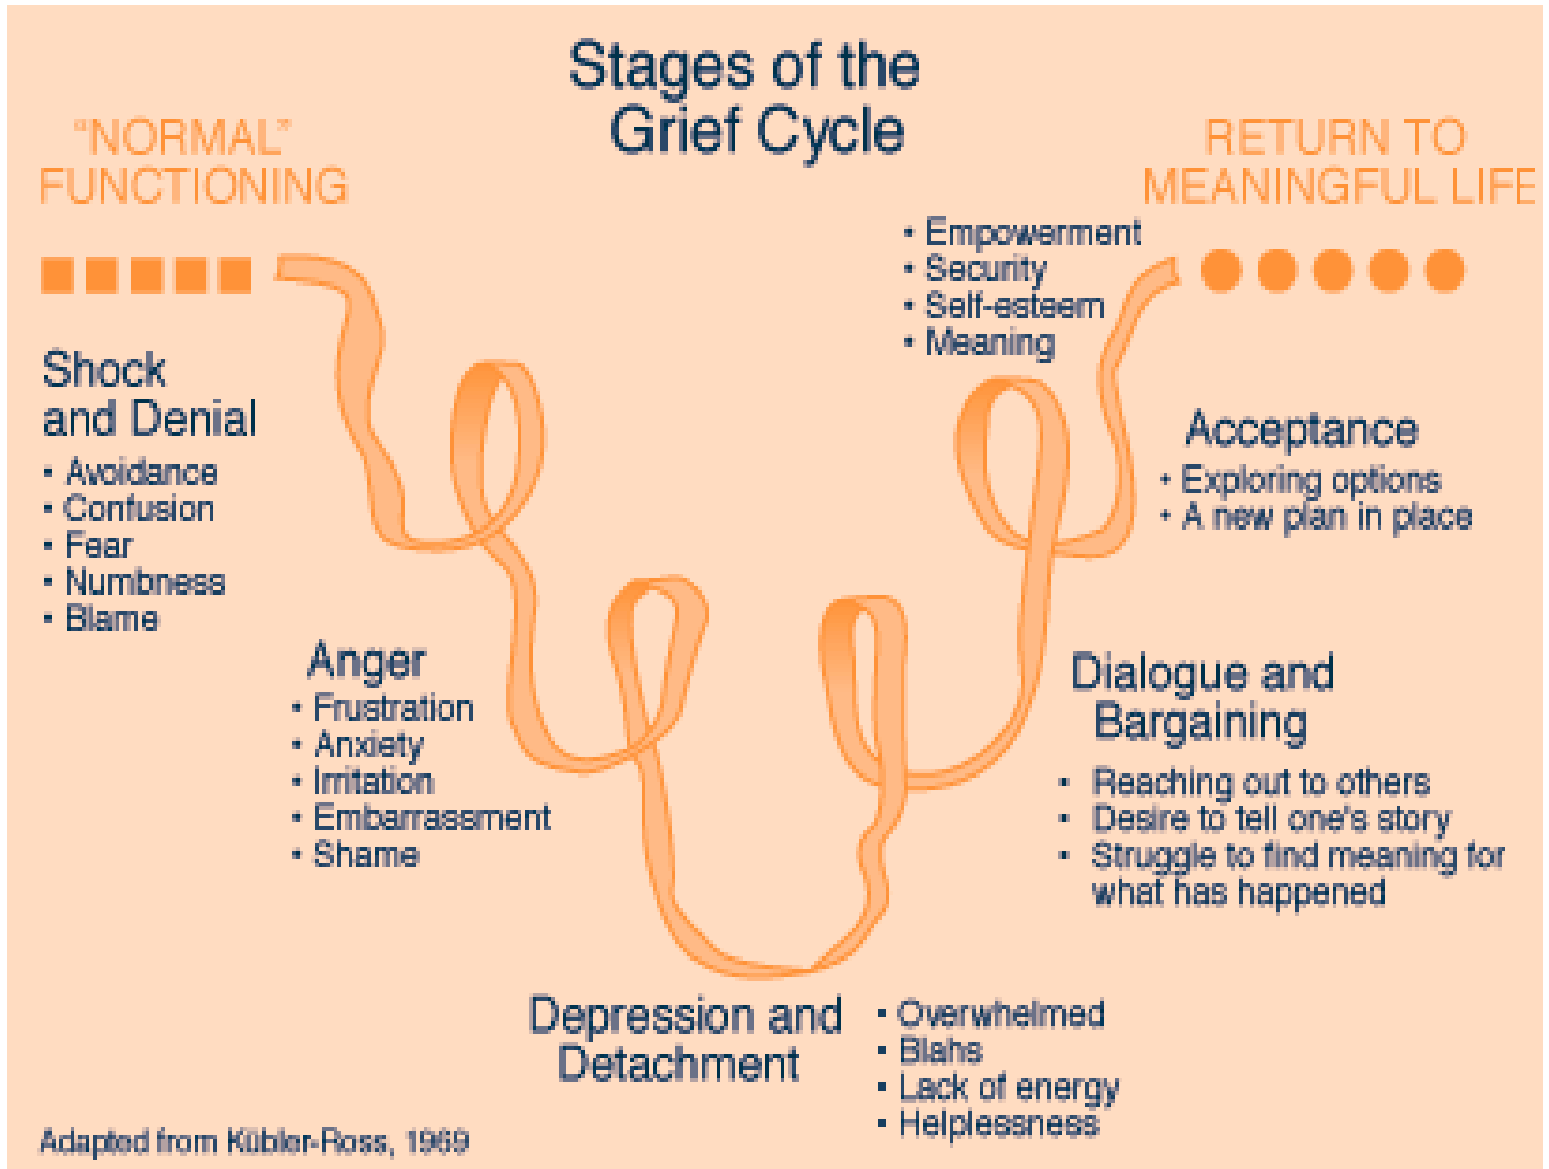 Stages of the
Grief Cycle
“NORMAL”
FUNCTIONING
RETURN TO
MEANINGFUL LIFE
• Empowerment
• Security
• Self-esteem
• Meaning
Shock
and Denial
• Avoidance
• Confusion
• Fear
• Numbness
• Blame
Acceptance
• Exploring options
• A new plan in place
Anger
• Frustration
• Anxiety
• Irritation
• Embarrassment
• Shame
Dialogue and
Bargaining
• Reaching out to others
• Desire to tell one's story
• Struggle to find meaning for
what has happened
Depression and
Detachment
• Overwhelmed
• Blahs
• Lack of energy
• Helplessness
Adapted from Kübler-Ross, 1969